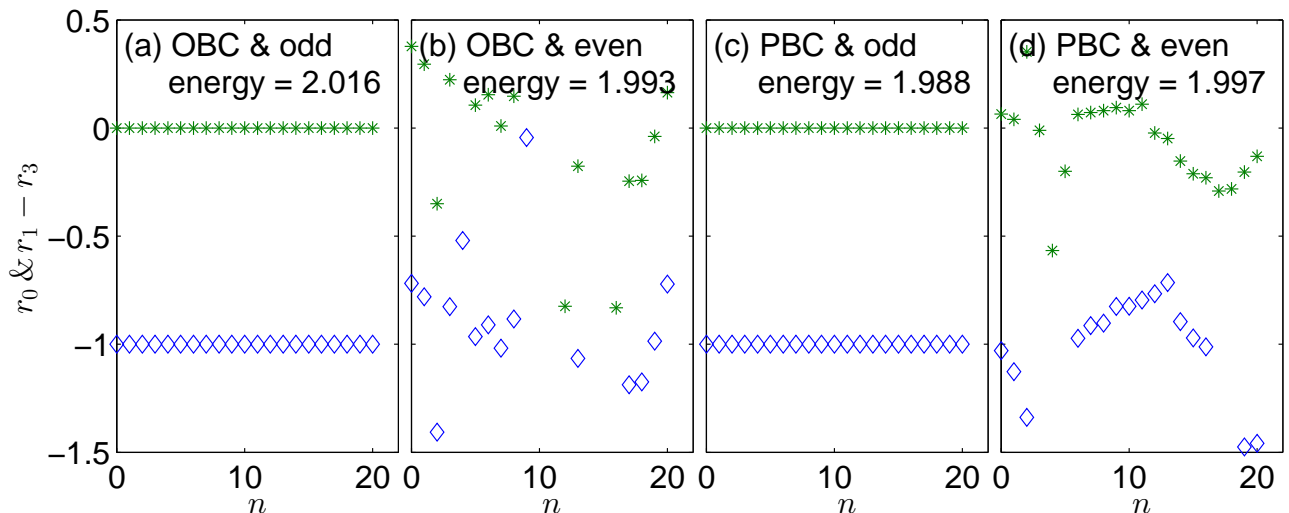 (a) OBC & odd
energy = 2.016
(b) OBC & even
energy = 1.993
(c) PBC & odd
energy = 1.988
(d) PBC & even
energy = 1.997
r₀ & r₁ − r₃
0.5
0
−0.5
−1
−1.5
0 10 20
0 10 20
0 10 20
0 10 20
n n n n